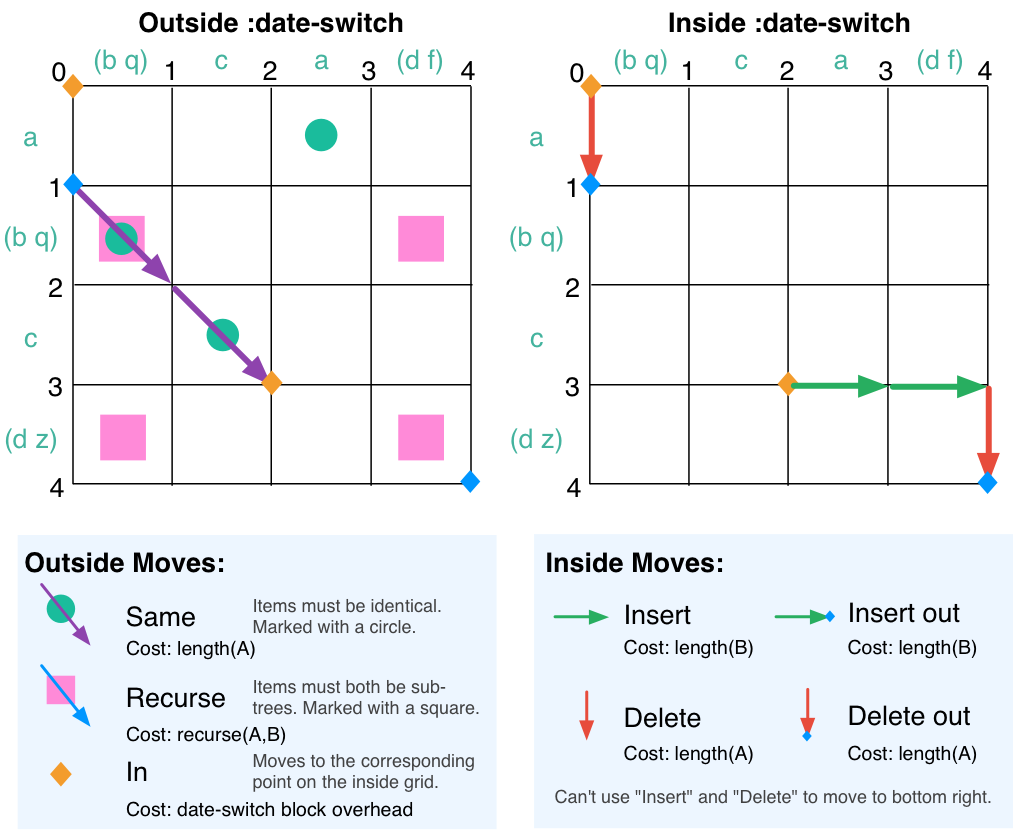 Outside :date-switch
0 (b q) 1 c 2 a 3 (d f) 4
a
1
(b q)
2
c
3
(d z)
4
Inside :date-switch
0 (b q) 1 c 2 a 3 (d f) 4
a
1
(b q)
2
c
3
(d z)
4
Outside Moves:
Same
Cost: length(A)
Items must be identical.
Marked with a circle.
Recurse
Cost: recurse(A,B)
Items must both be sub-
trees. Marked with a square.
In
Cost: date-switch block overhead
Moves to the corresponding
point on the inside grid.
Inside Moves:
Insert
Cost: length(B)
Insert out
Cost: length(B)
Delete
Cost: length(A)
Delete out
Cost: length(A)
Can't use "Insert" and "Delete" to move to bottom right.